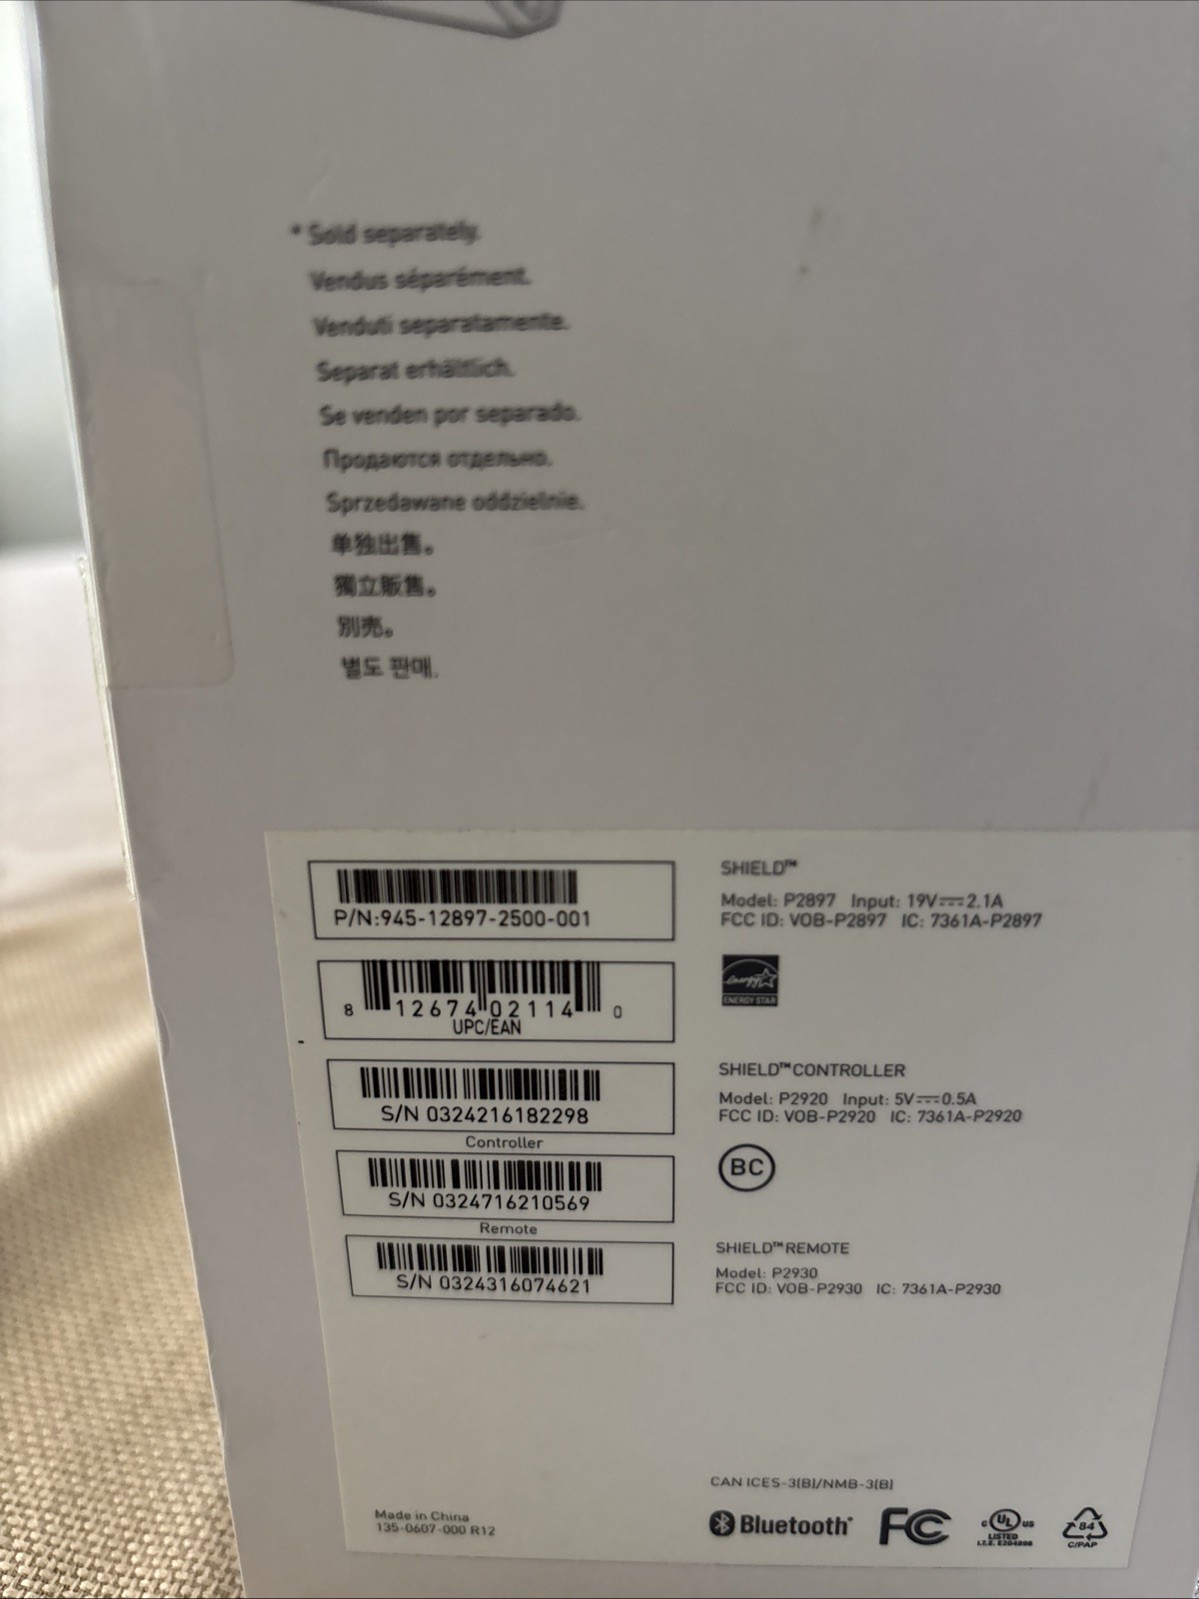 * Sold separately.
Vendus séparément.
Venduti separatamente.
Separat erhältlich.
Se venden por separado.
Продаются отдельно.
Sprzedawane oddzielnie.
单独出售。
獨立販售。
別売。
별도 판매.
P/N:945-12897-2500-001
8 12674 02114 0
UPC/EAN
S/N 0324216182298
Controller
S/N 0324716210569
Remote
S/N 0324316074621
SHIELD™
Model: P2897 Input: 19V⎓2.1A
FCC ID: VOB-P2897 IC: 7361A-P2897
energy
ENERGY STAR
SHIELD™ CONTROLLER
Model: P2920 Input: 5V⎓0.5A
FCC ID: VOB-P2920 IC: 7361A-P2920
BC
SHIELD™ REMOTE
Model: P2930
FCC ID: VOB-P2930 IC: 7361A-P2930
Made in China
135-0607-000 R12
CAN ICES-3(B)/NMB-3(B)
Bluetooth®
FC
C UL US
LISTED
I.T.E. E204898
84
C/PAP